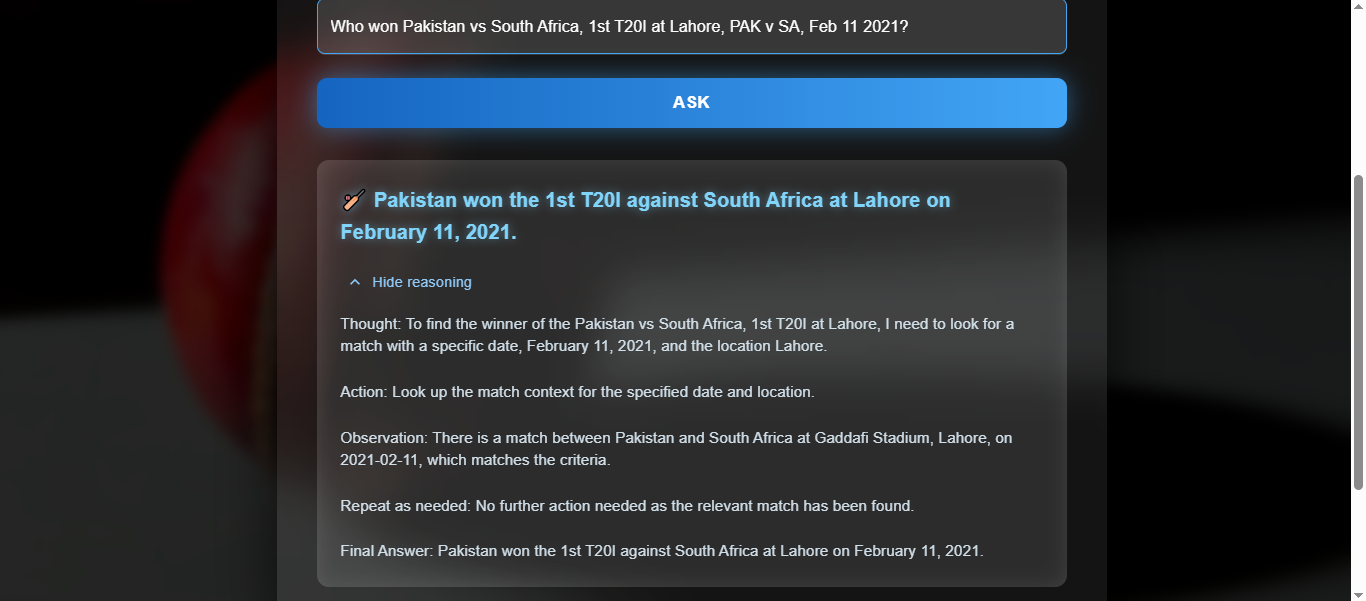 Who won Pakistan vs South Africa, 1st T20I at Lahore, PAK v SA, Feb 11 2021?
ASK
Pakistan won the 1st T20I against South Africa at Lahore on
February 11, 2021.
Hide reasoning
Thought: To find the winner of the Pakistan vs South Africa, 1st T20I at Lahore, I need to look for a
match with a specific date, February 11, 2021, and the location Lahore.
Action: Look up the match context for the specified date and location.
Observation: There is a match between Pakistan and South Africa at Gaddafi Stadium, Lahore, on
2021-02-11, which matches the criteria.
Repeat as needed: No further action needed as the relevant match has been found.
Final Answer: Pakistan won the 1st T20I against South Africa at Lahore on February 11, 2021.